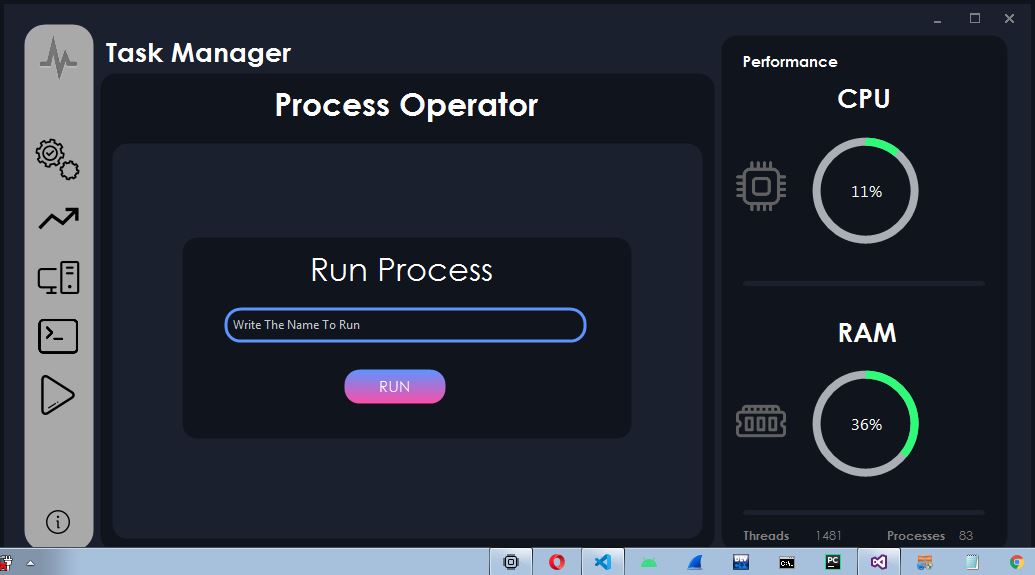 Task Manager
Process Operator
Run Process
Write The Name To Run
RUN
Performance
CPU
11%
RAM
36%
Threads 1481 Processes 83
C:\.
PC